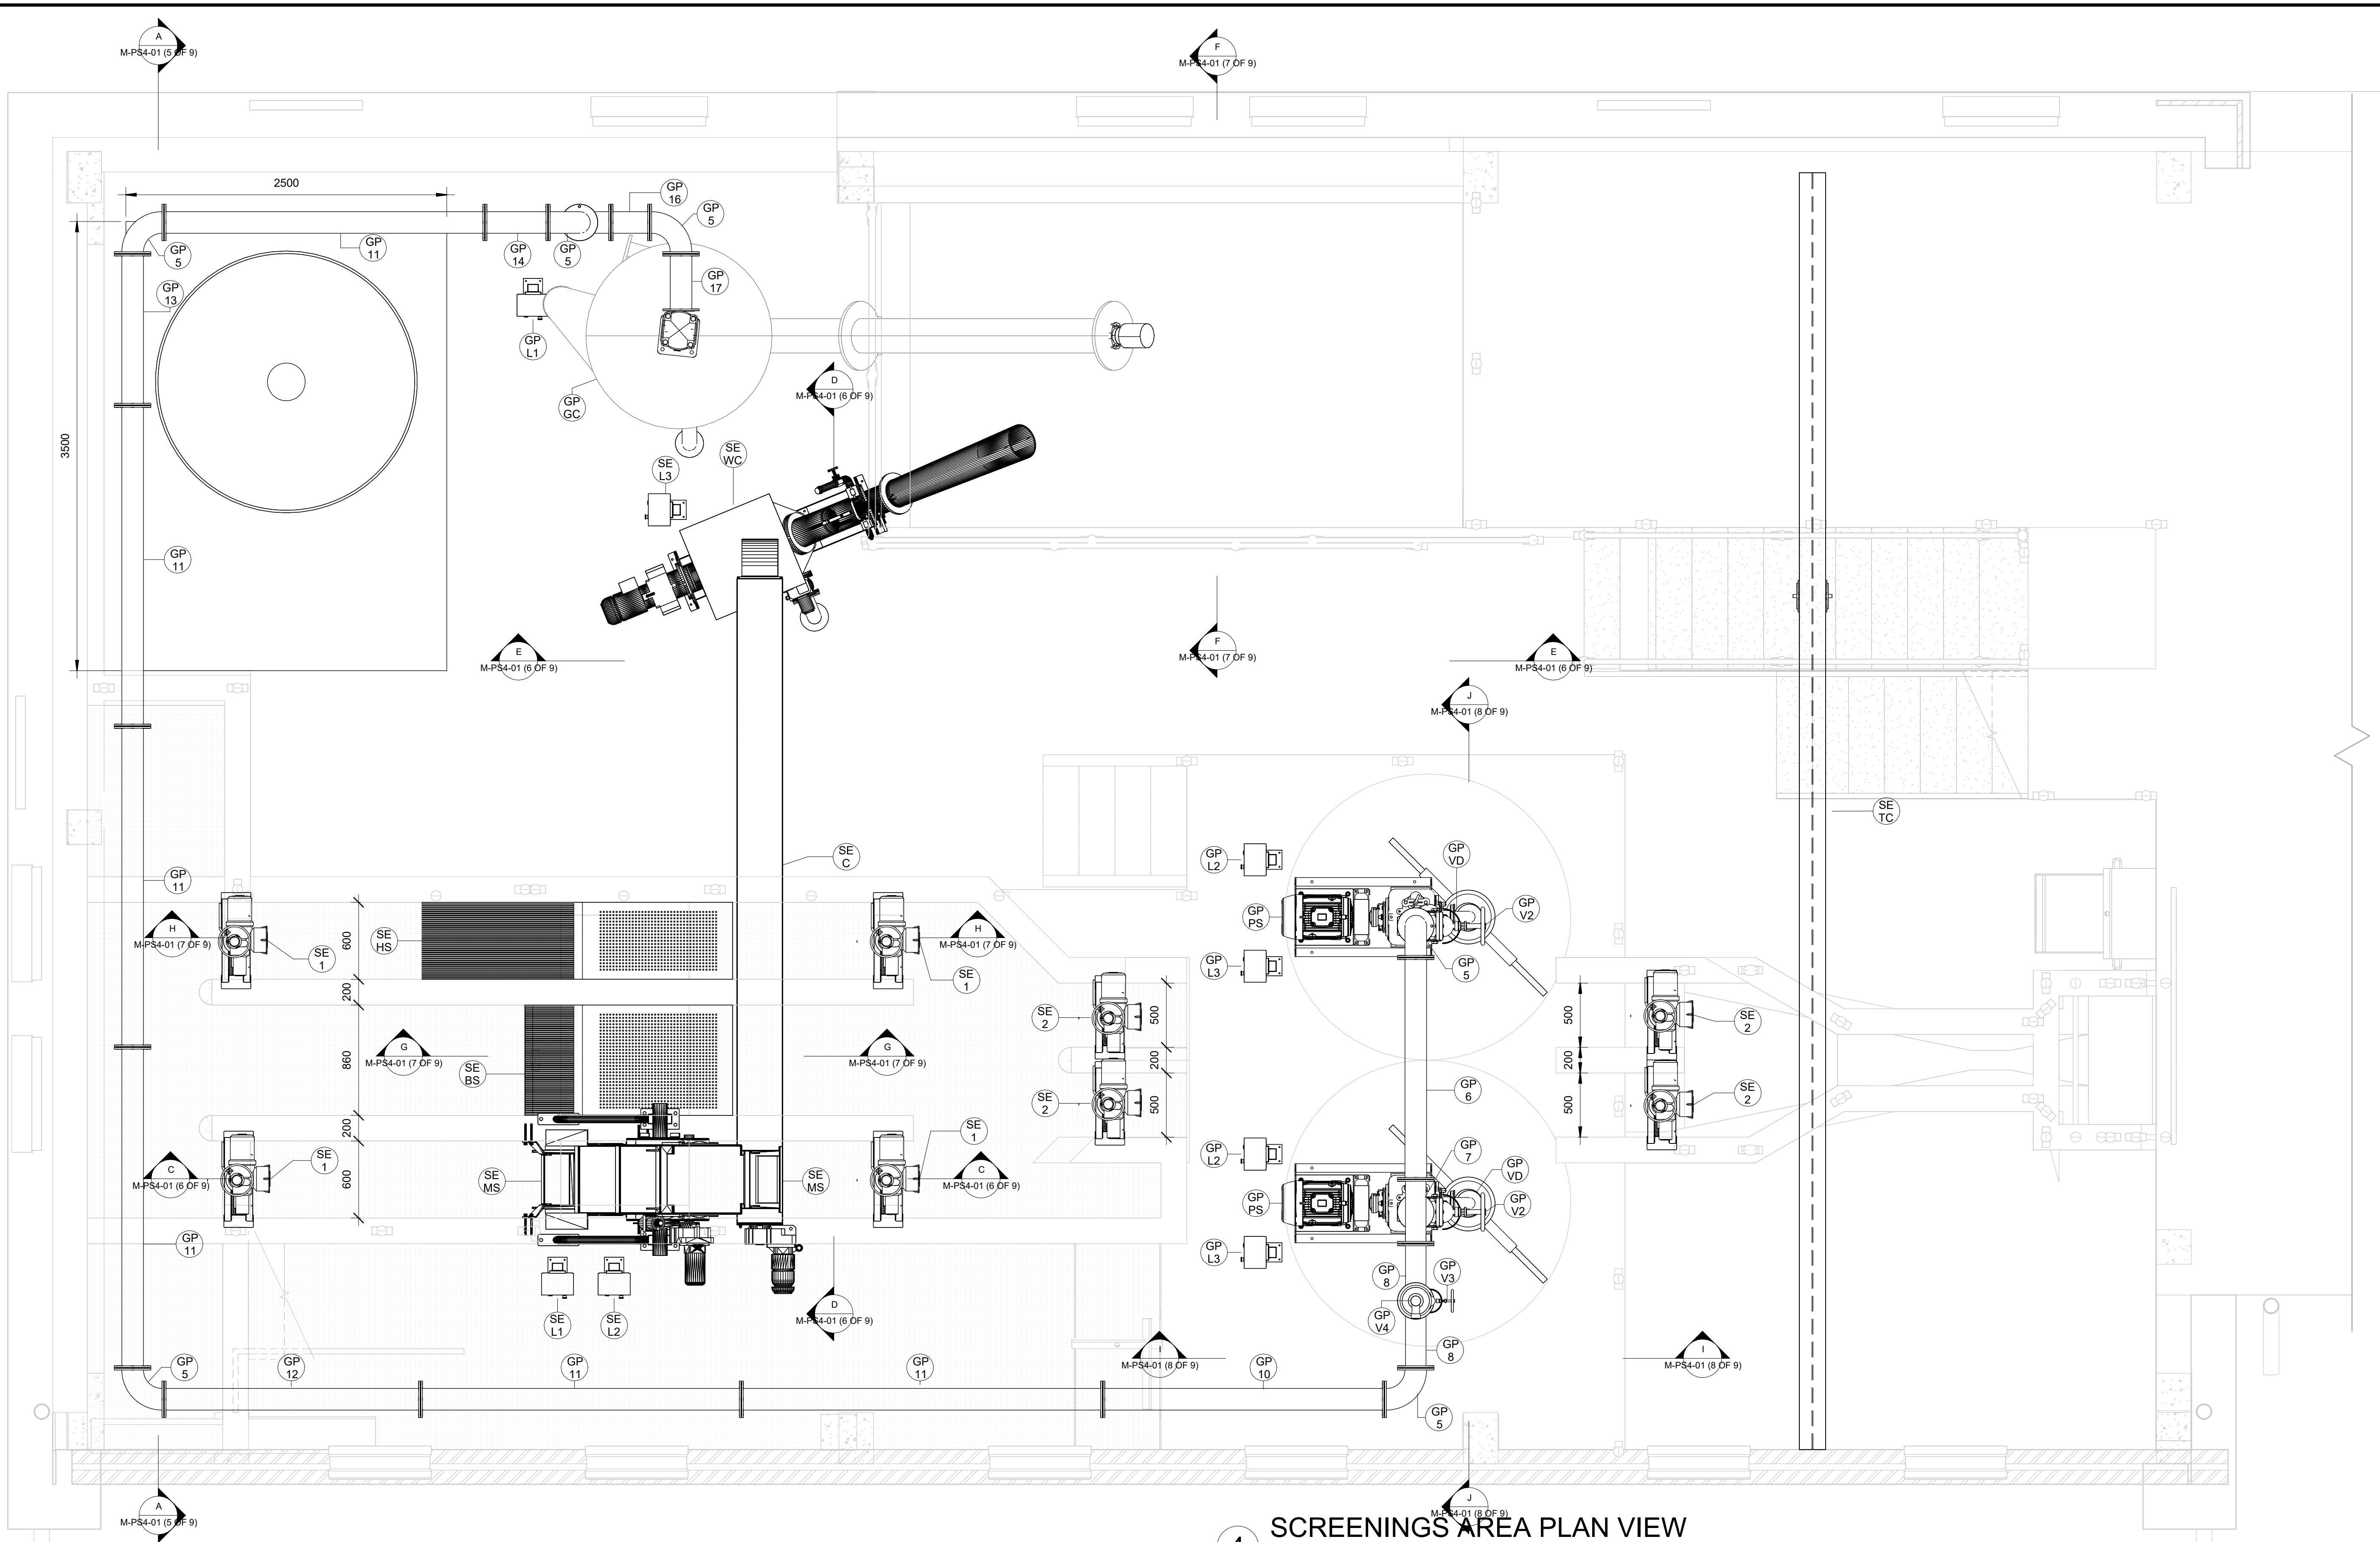 A
M-PS4-01 (5 OF 9)
F
M-PS4-01 (7 OF 9)
2500
GP
16
GP
5
GP
5
GP
11
GP
14
GP
5
GP
17
GP
13
GP
L1
D
M-PS4-01 (6 OF 9)
GP
GC
3500
SE
WC
SE
L3
GP
11
E
M-PS4-01 (6 OF 9)
F
M-PS4-01 (7 OF 9)
E
M-PS4-01 (6 OF 9)
J
M-PS4-01 (8 OF 9)
SE
TC
SE
C
GP
L2
GP
VD
GP
11
GP
PS
GP
V2
H
M-PS4-01 (7 OF 9)
SE
1
600
SE
HS
H
M-PS4-01 (7 OF 9)
SE
1
GP
L3
GP
5
200
SE
2
500
500
SE
2
G
M-PS4-01 (7 OF 9)
860
SE
BS
G
M-PS4-01 (7 OF 9)
200
200
GP
6
SE
2
500
500
SE
2
200
SE
1
GP
L2
GP
7
C
M-PS4-01 (6 OF 9)
SE
1
600
SE
MS
SE
MS
C
M-PS4-01 (6 OF 9)
GP
VD
GP
PS
GP
V2
GP
11
GP
L3
GP
8
GP
V3
SE
L1
SE
L2
D
M-PS4-01 (6 OF 9)
GP
V4
I
M-PS4-01 (8 OF 9)
GP
8
I
M-PS4-01 (8 OF 9)
GP
5
GP
12
GP
11
GP
11
GP
10
GP
5
A
M-PS4-01 (5 OF 9)
J
M-PS4-01 (8 OF 9)
SCREENINGS AREA PLAN VIEW